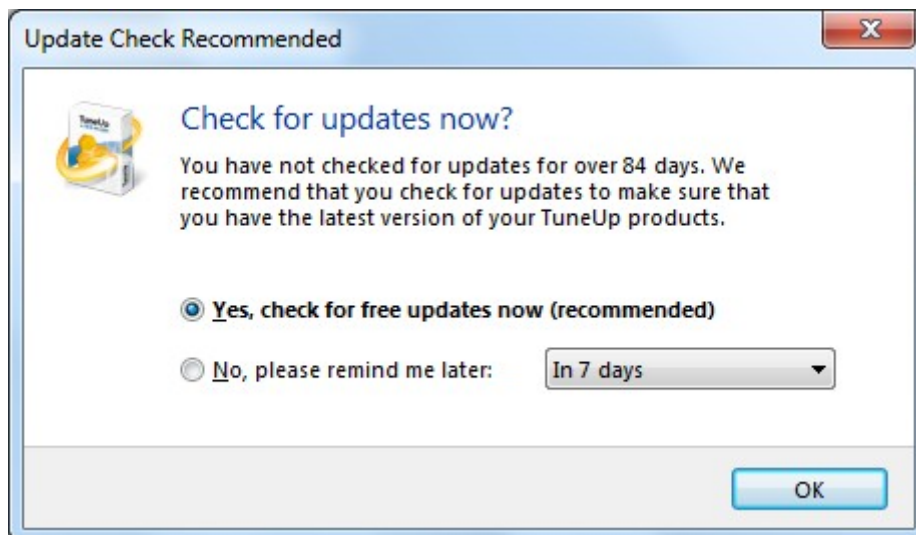 Update Check Recommended
TuneUp
Check for updates now?
You have not checked for updates for over 84 days. We
recommend that you check for updates to make sure that
you have the latest version of your TuneUp products.
Yes, check for free updates now (recommended)
No, please remind me later:
In 7 days
OK